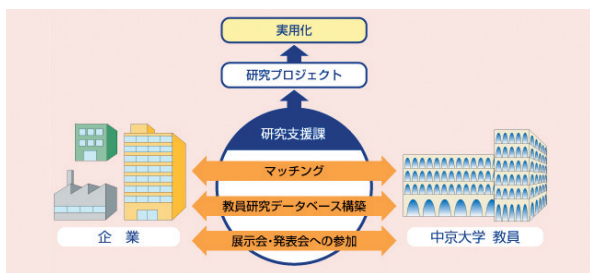 実用化
研究プロジェクト
研究支援課
マッチング
教員研究データベース構築
展示会・発表会への参加
企 業
中京大学 教員